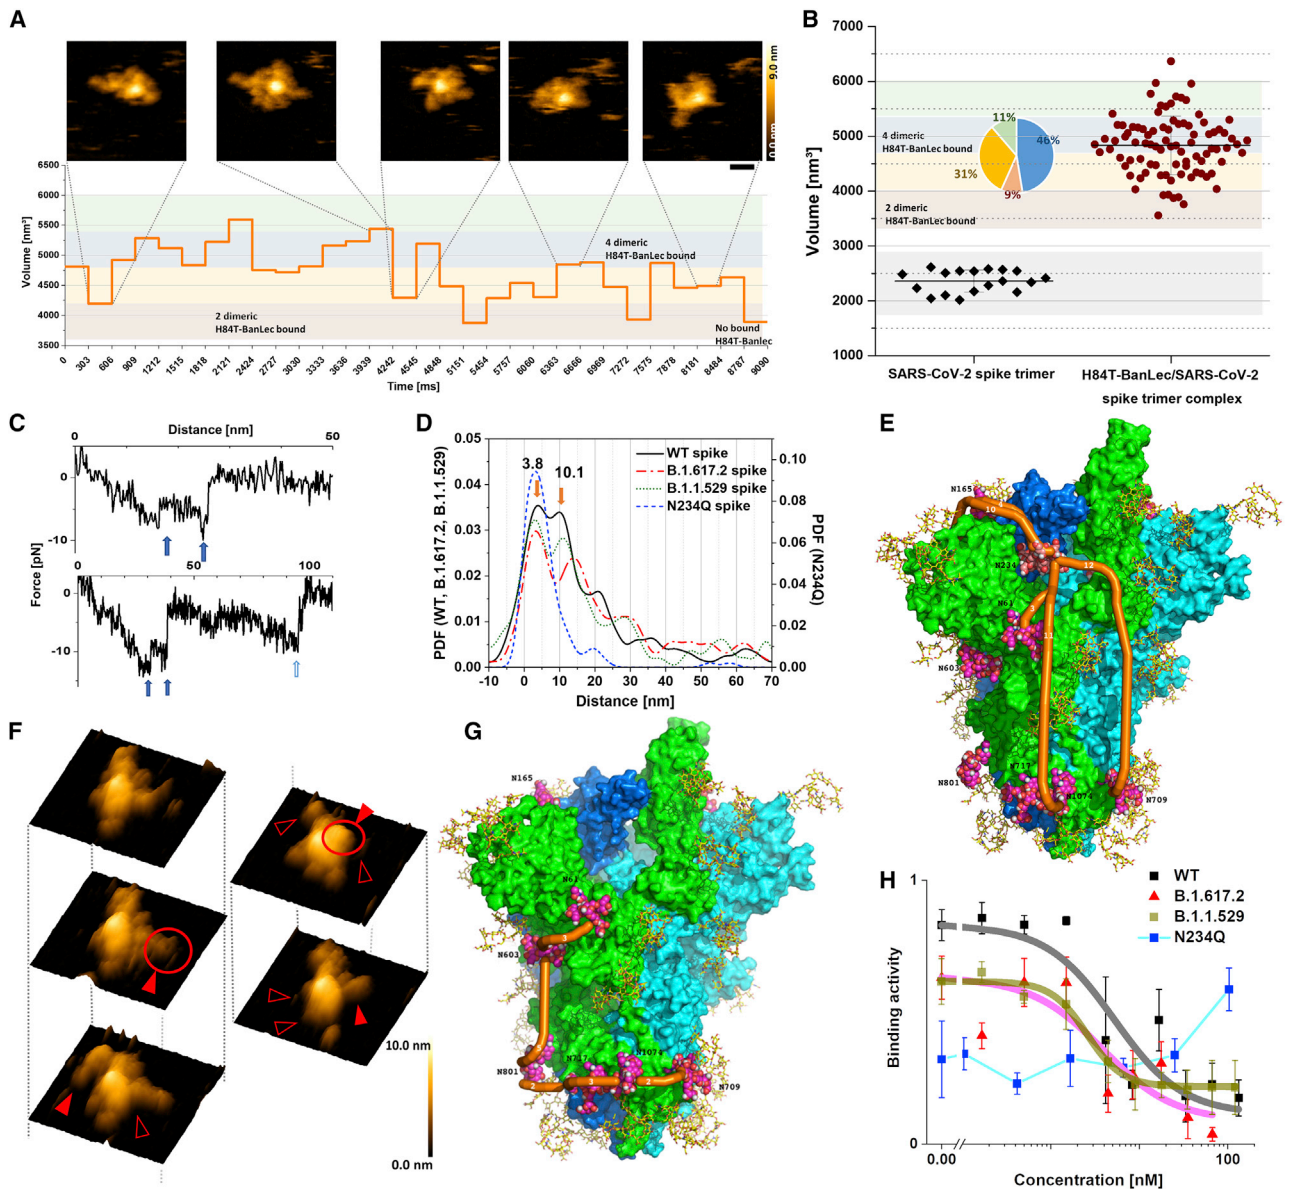 A
9.0 nm
0.0 nm
6500
6000
5500
5000
4500
4000
3500
Volume [nm³]
4 dimeric
H84T-BanLec bound
2 dimeric
H84T-BanLec bound
No bound
H84T-Banlec
0 303 606 909 1212 1515 1818 2121 2424 2727 3030 3333 3636 3939 4242 4545 4848 5151 5454 5757 6060 6363 6666 6969 7272 7575 7878 8181 8484 8787 9090
Time [ms]
B
7000
6000
5000
4000
3000
2000
1000
Volume [nm³]
4 dimeric
H84T-BanLec bound
2 dimeric
H84T-BanLec bound
11%
46%
31%
9%
SARS-CoV-2 spike trimer
H84T-BanLec/SARS-CoV-2
spike trimer complex
C
0 Distance [nm] 50
0
-10
0 50 100
0
-10
Force [pN]
D
0.05
0.04
0.03
0.02
0.01
0.00
PDF (WT, B.1.617.2, B.1.1.529)
3.8
10.1
WT spike
B.1.617.2 spike
B.1.1.529 spike
N234Q spike
0.10
0.08
0.06
0.04
0.02
0.00
PDF (N234Q)
-10 0 10 20 30 40 50 60 70
Distance [nm]
E
N165
10
N234
12
N61
3
11
N603
N717
N801
N1074
N709
F
10.0 nm
0.0 nm
G
N165
N61
N603
3
N801
N717
N1074
2
3
2
N709
H
WT
B.1.617.2
B.1.1.529
N234Q
1
0
Binding activity
0.00 100
Concentration [nM]